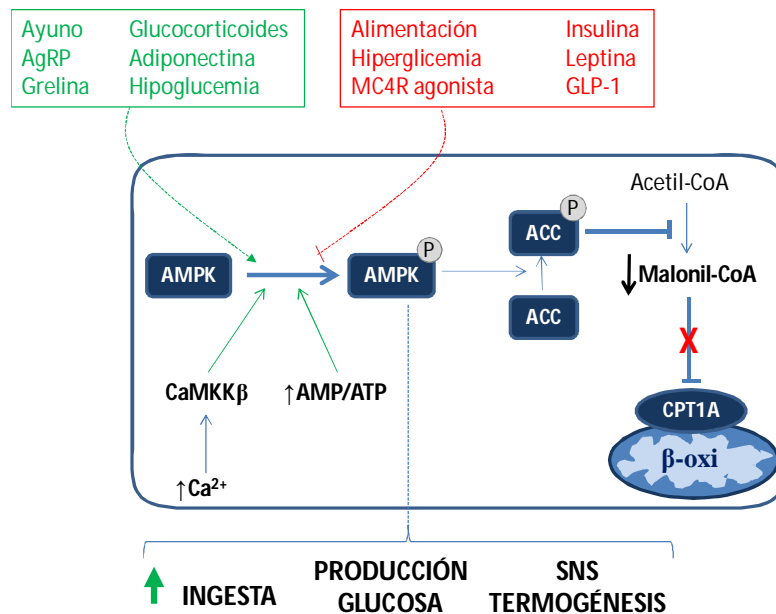 Ayuno Glucocorticoides
AgRP Adiponectina
Grelina Hipoglucemia
Alimentación Insulina
Hiperglicemia Leptina
MC4R agonista GLP-1
Acetil-CoA
P
ACC
P
AMPK
AMPK
↓Malonil-CoA
ACC
X
CaMKKβ
↑AMP/ATP
CPT1A
β-oxi
↑Ca²⁺
↑ INGESTA
PRODUCCIÓN
GLUCOSA
SNS
TERMOGÉNESIS